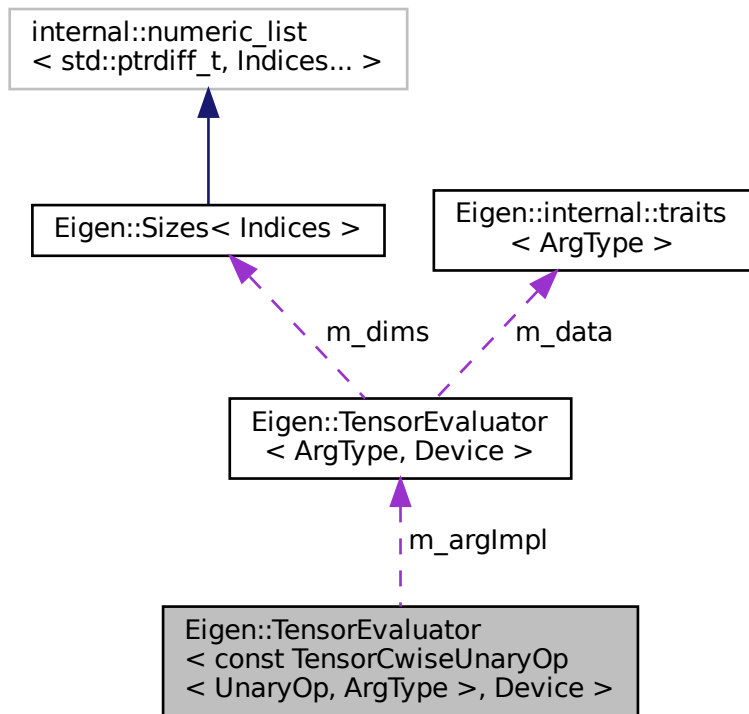 internal::numeric_list
< std::ptrdiff_t, Indices... >
Eigen::Sizes< Indices >
Eigen::internal::traits
< ArgType >
m_dims
m_data
Eigen::TensorEvaluator
< ArgType, Device >
m_argImpl
Eigen::TensorEvaluator
< const TensorCwiseUnaryOp
< UnaryOp, ArgType >, Device >